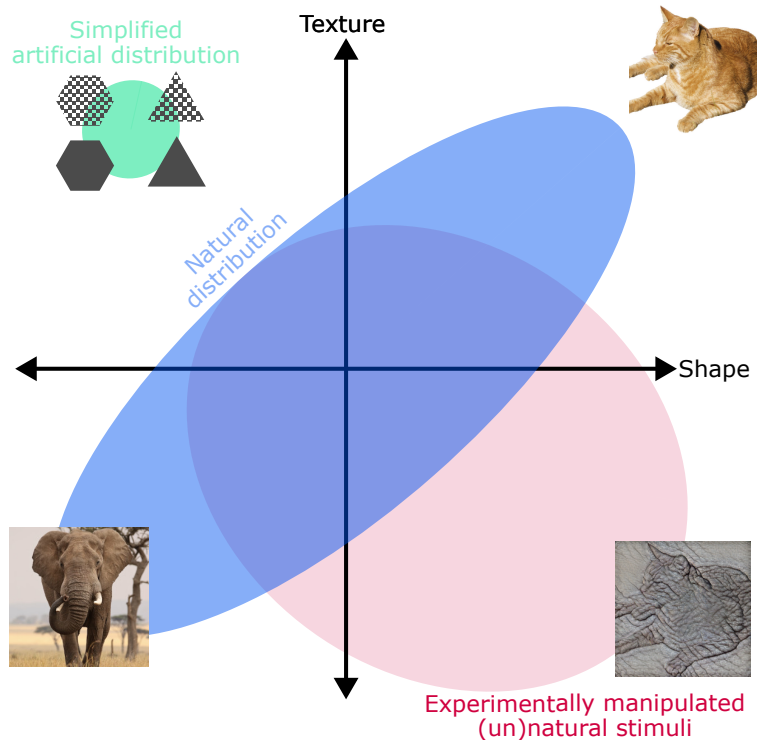 Simplified
artificial distribution
Texture
Natural
distribution
Shape
Experimentally manipulated
(un)natural stimuli